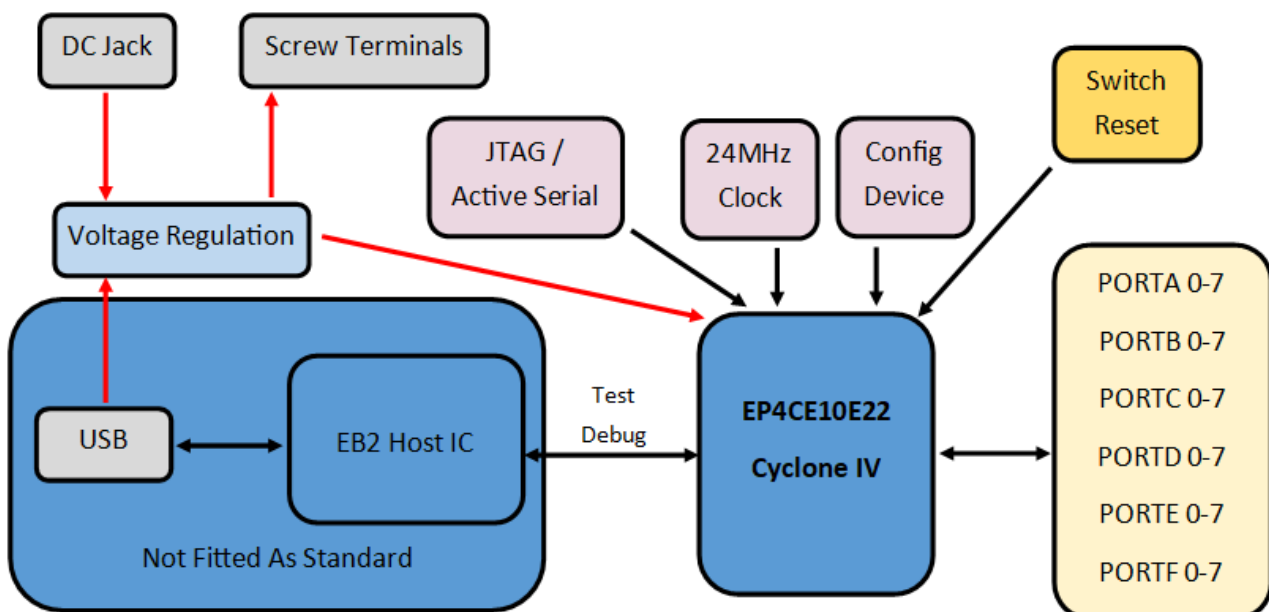 DC Jack
Screw Terminals
Switch
Reset
JTAG /
Active Serial
24MHz
Clock
Config
Device
Voltage Regulation
PORTA 0-7
PORTB 0-7
PORTC 0-7
PORTD 0-7
PORTE 0-7
PORTF 0-7
Test
Debug
EP4CE10E22
Cyclone IV
USB
EB2 Host IC
Not Fitted As Standard